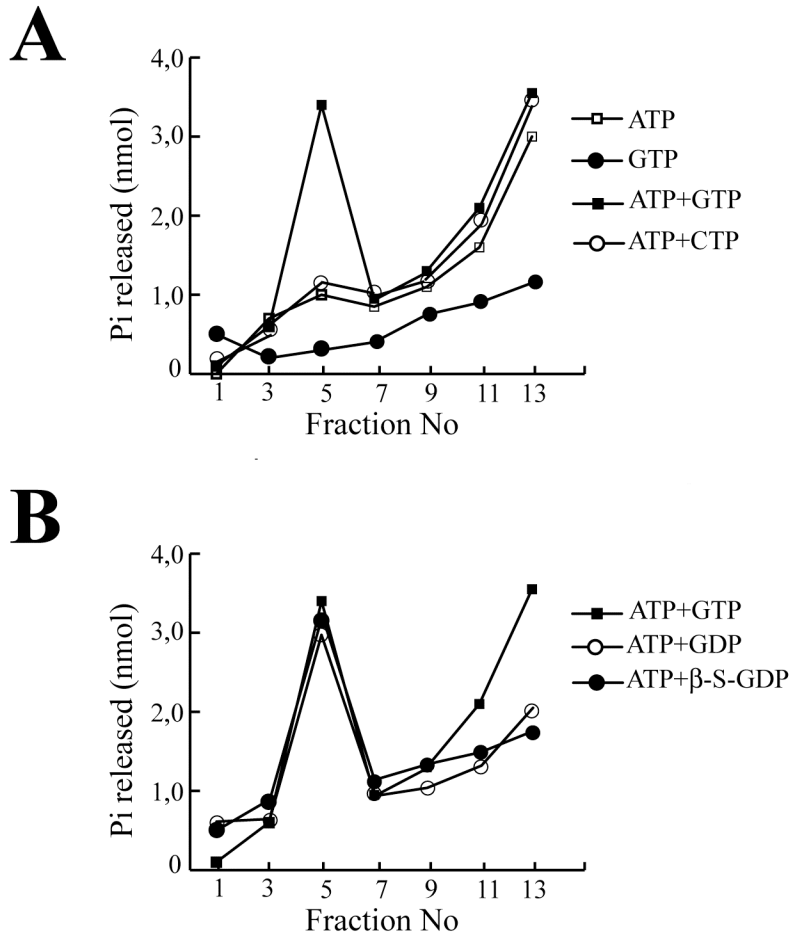 A
4,0
3,0
2,0
1,0
0
Pi released (nmol)
1 3 5 7 9 11 13
Fraction No
ATP
GTP
ATP+GTP
ATP+CTP
B
4,0
3,0
2,0
1,0
0
Pi released (nmol)
1 3 5 7 9 11 13
Fraction No
ATP+GTP
ATP+GDP
ATP+β-S-GDP